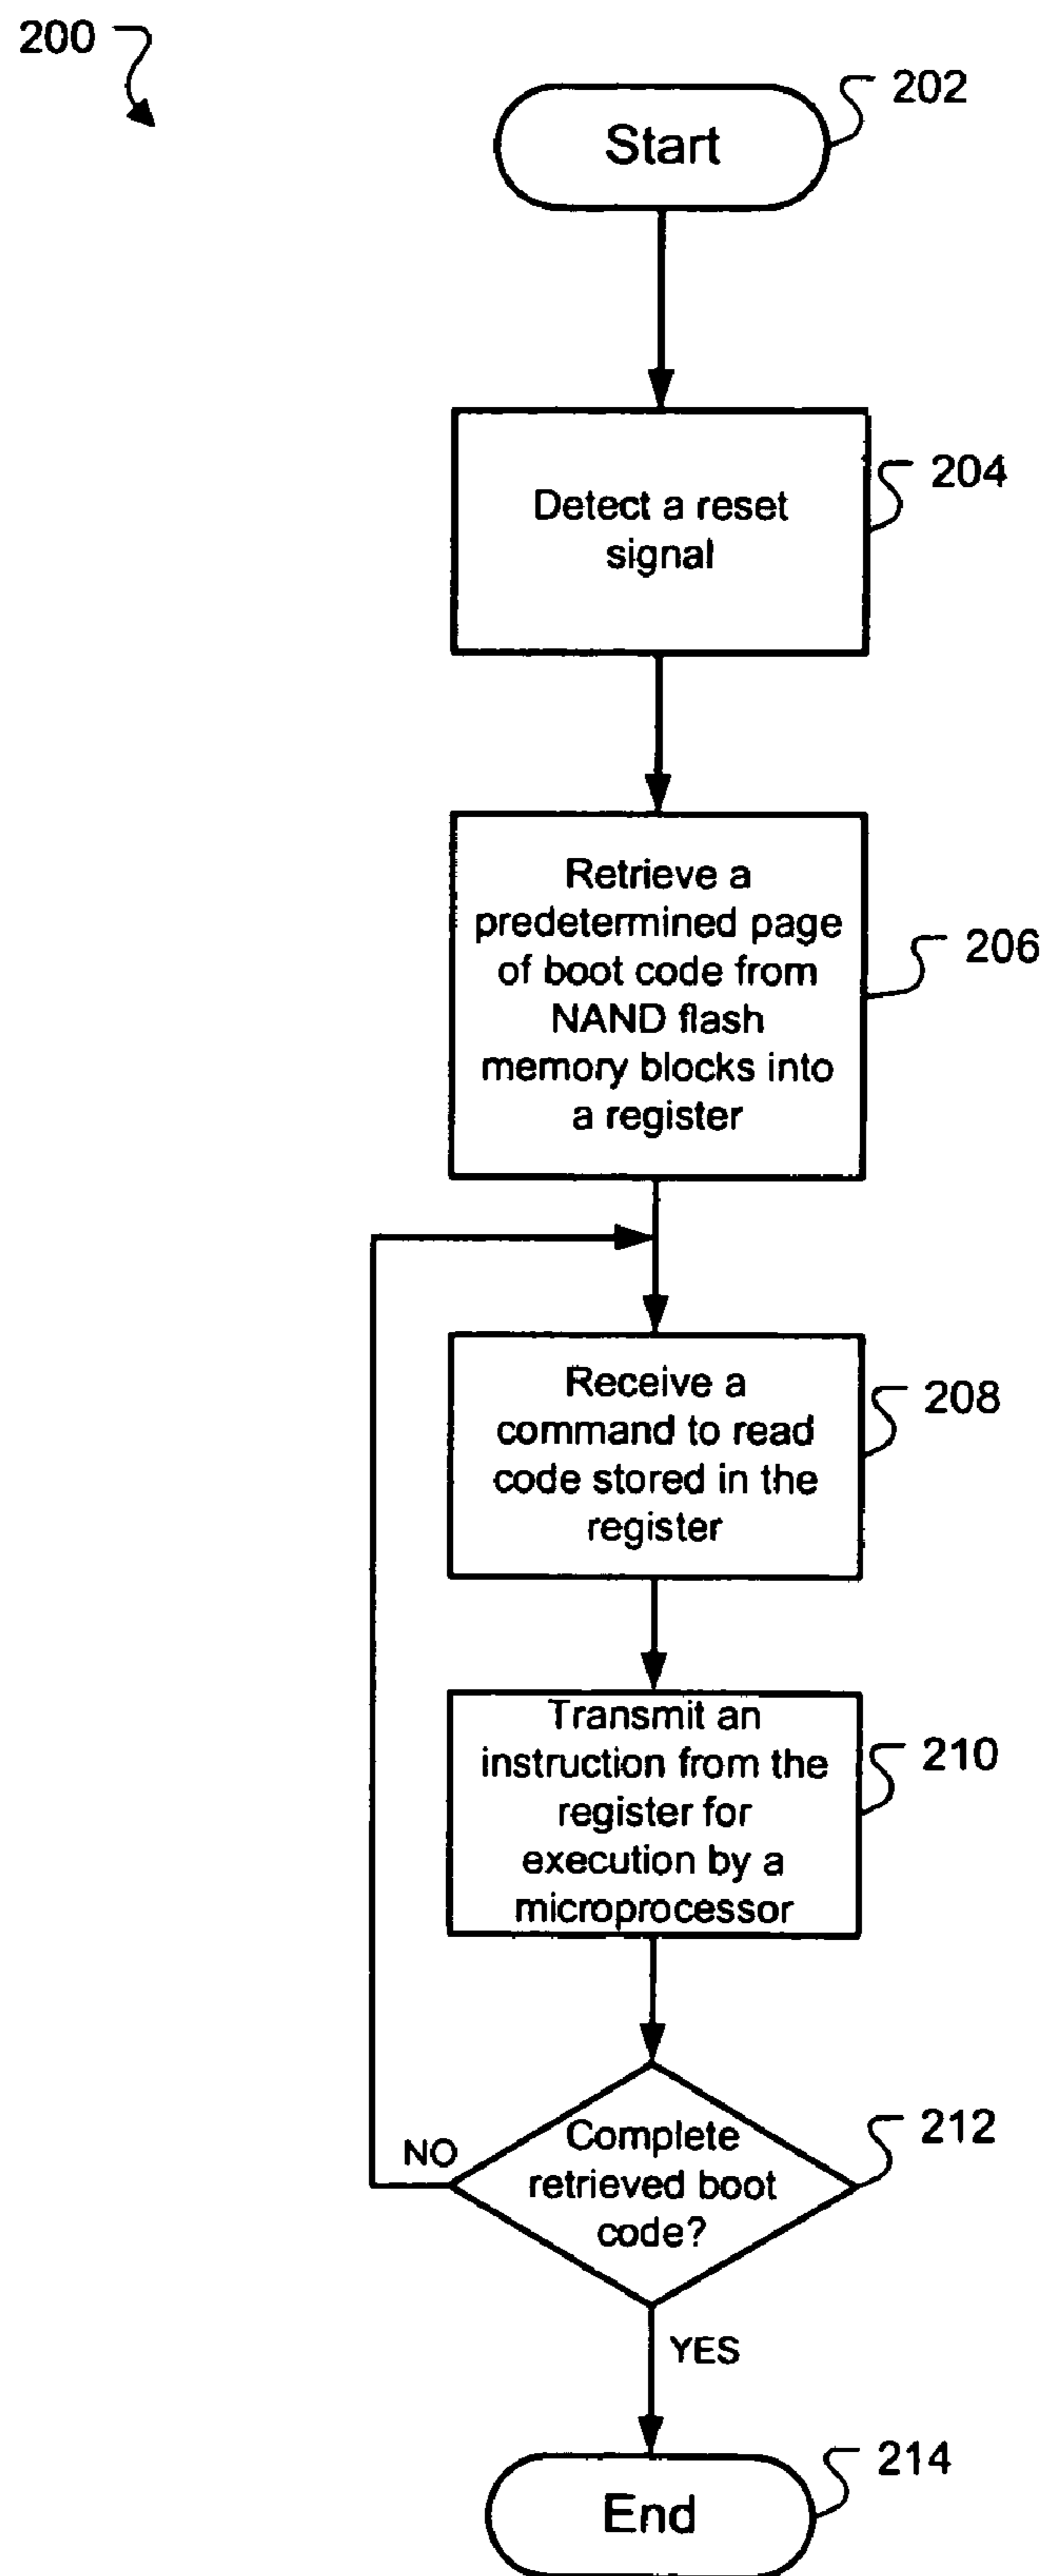 200
202
Start
204
Detect a reset
signal
Retrieve a
predetermined page
of boot code from
NAND flash
memory blocks into
a register
206
Receive a
command to read
code stored in the
register
208
Transmit an
instruction from the
register for
execution by a
microprocessor
210
NO
Complete
retrieved boot
code?
212
YES
214
End